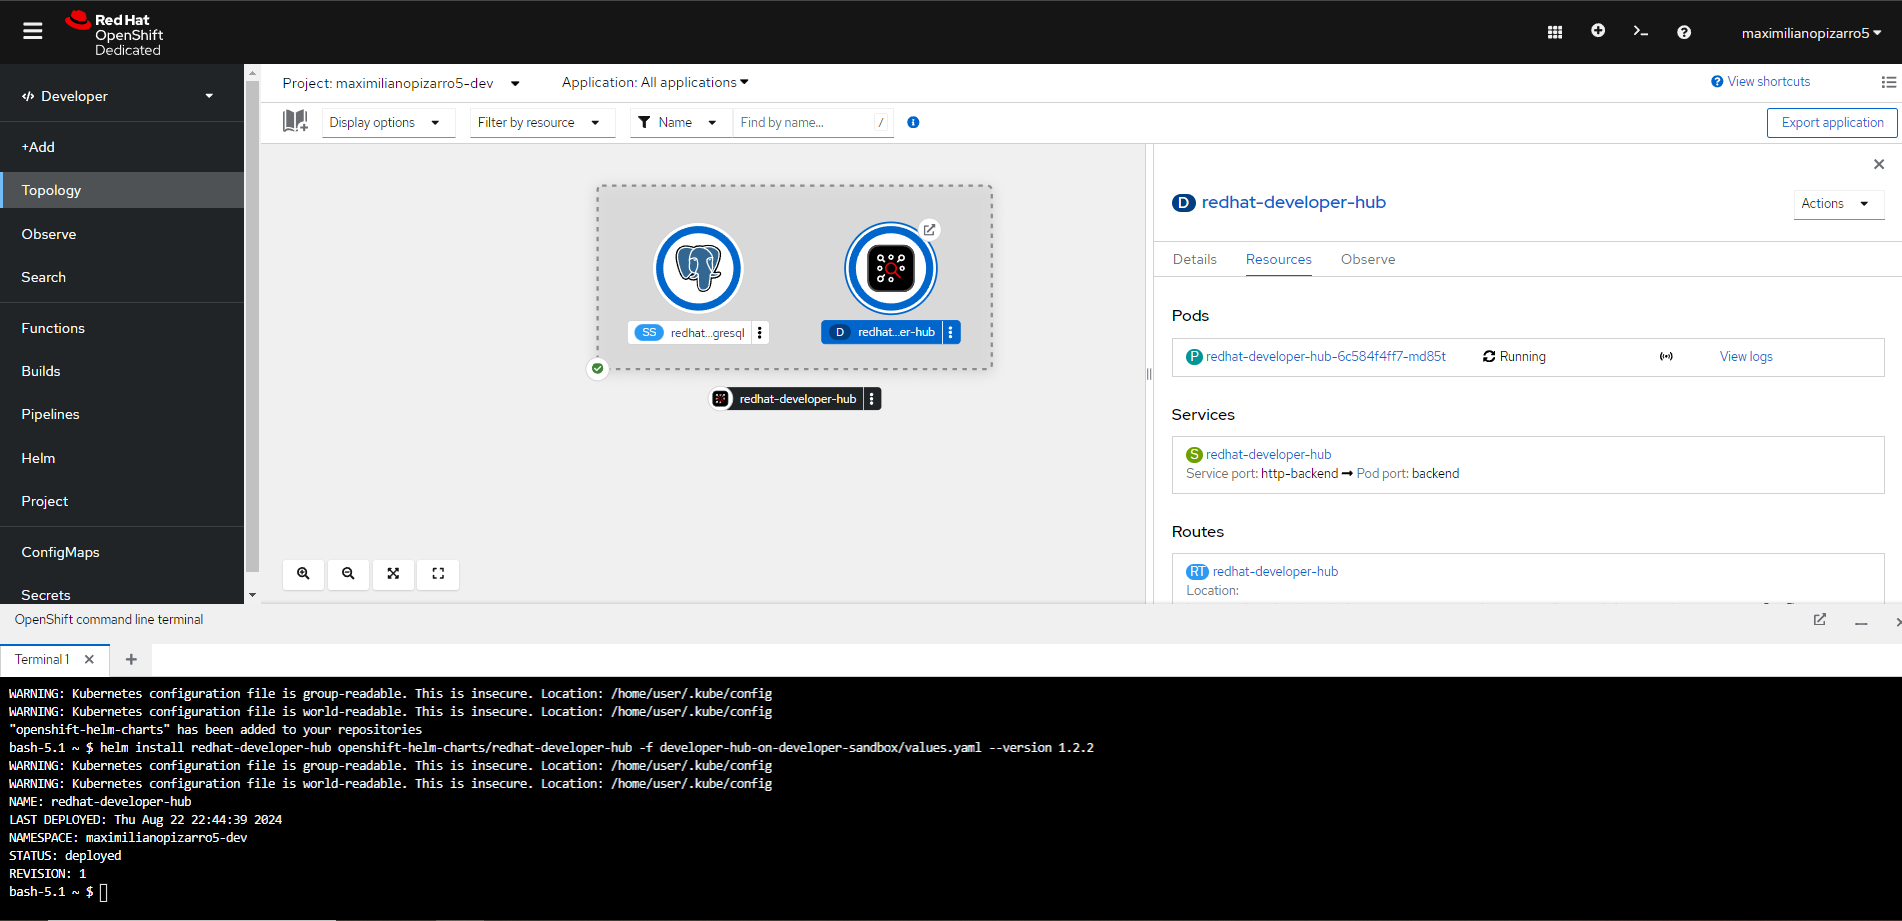 Red Hat
OpenShift
Dedicated
maximilianopizarro5
Developer
+Add
Topology
Observe
Search
Functions
Builds
Pipelines
Helm
Project
ConfigMaps
Secrets
Project: maximilianopizarro5-dev
Application: All applications
View shortcuts
Display options
Filter by resource
Name
Find by name...
/
Export application
SS redhat...gresql
D redhat...er-hub
redhat-developer-hub
D redhat-developer-hub
Actions
Details
Resources
Observe
Pods
P redhat-developer-hub-6c584f4ff7-md85t
Running
View logs
Services
S redhat-developer-hub
Service port: http-backend → Pod port: backend
Routes
RT redhat-developer-hub
Location:
OpenShift command line terminal
Terminal 1
WARNING: Kubernetes configuration file is group-readable. This is insecure. Location: /home/user/.kube/config
WARNING: Kubernetes configuration file is world-readable. This is insecure. Location: /home/user/.kube/config
"openshift-helm-charts" has been added to your repositories
bash-5.1 ~ $ helm install redhat-developer-hub openshift-helm-charts/redhat-developer-hub -f developer-hub-on-developer-sandbox/values.yaml --version 1.2.2
WARNING: Kubernetes configuration file is group-readable. This is insecure. Location: /home/user/.kube/config
WARNING: Kubernetes configuration file is world-readable. This is insecure. Location: /home/user/.kube/config
NAME: redhat-developer-hub
LAST DEPLOYED: Thu Aug 22 22:44:39 2024
NAMESPACE: maximilianopizarro5-dev
STATUS: deployed
REVISION: 1
bash-5.1 ~ $